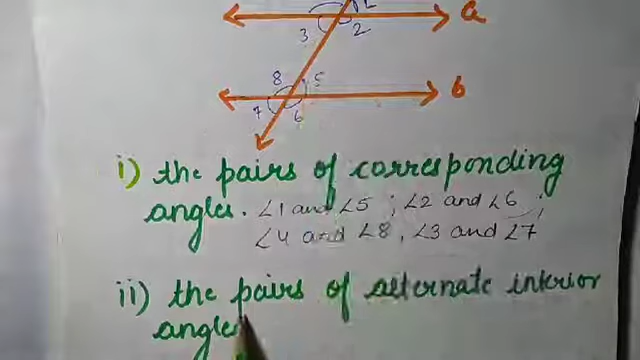 1
a
3
2
8
5
b
7
6
i) the pairs of corresponding
angles. ∠1 and ∠5 ; ∠2 and ∠6 ;
∠4 and ∠8, ∠3 and ∠7
ii) the pairs of alternate interior
angles